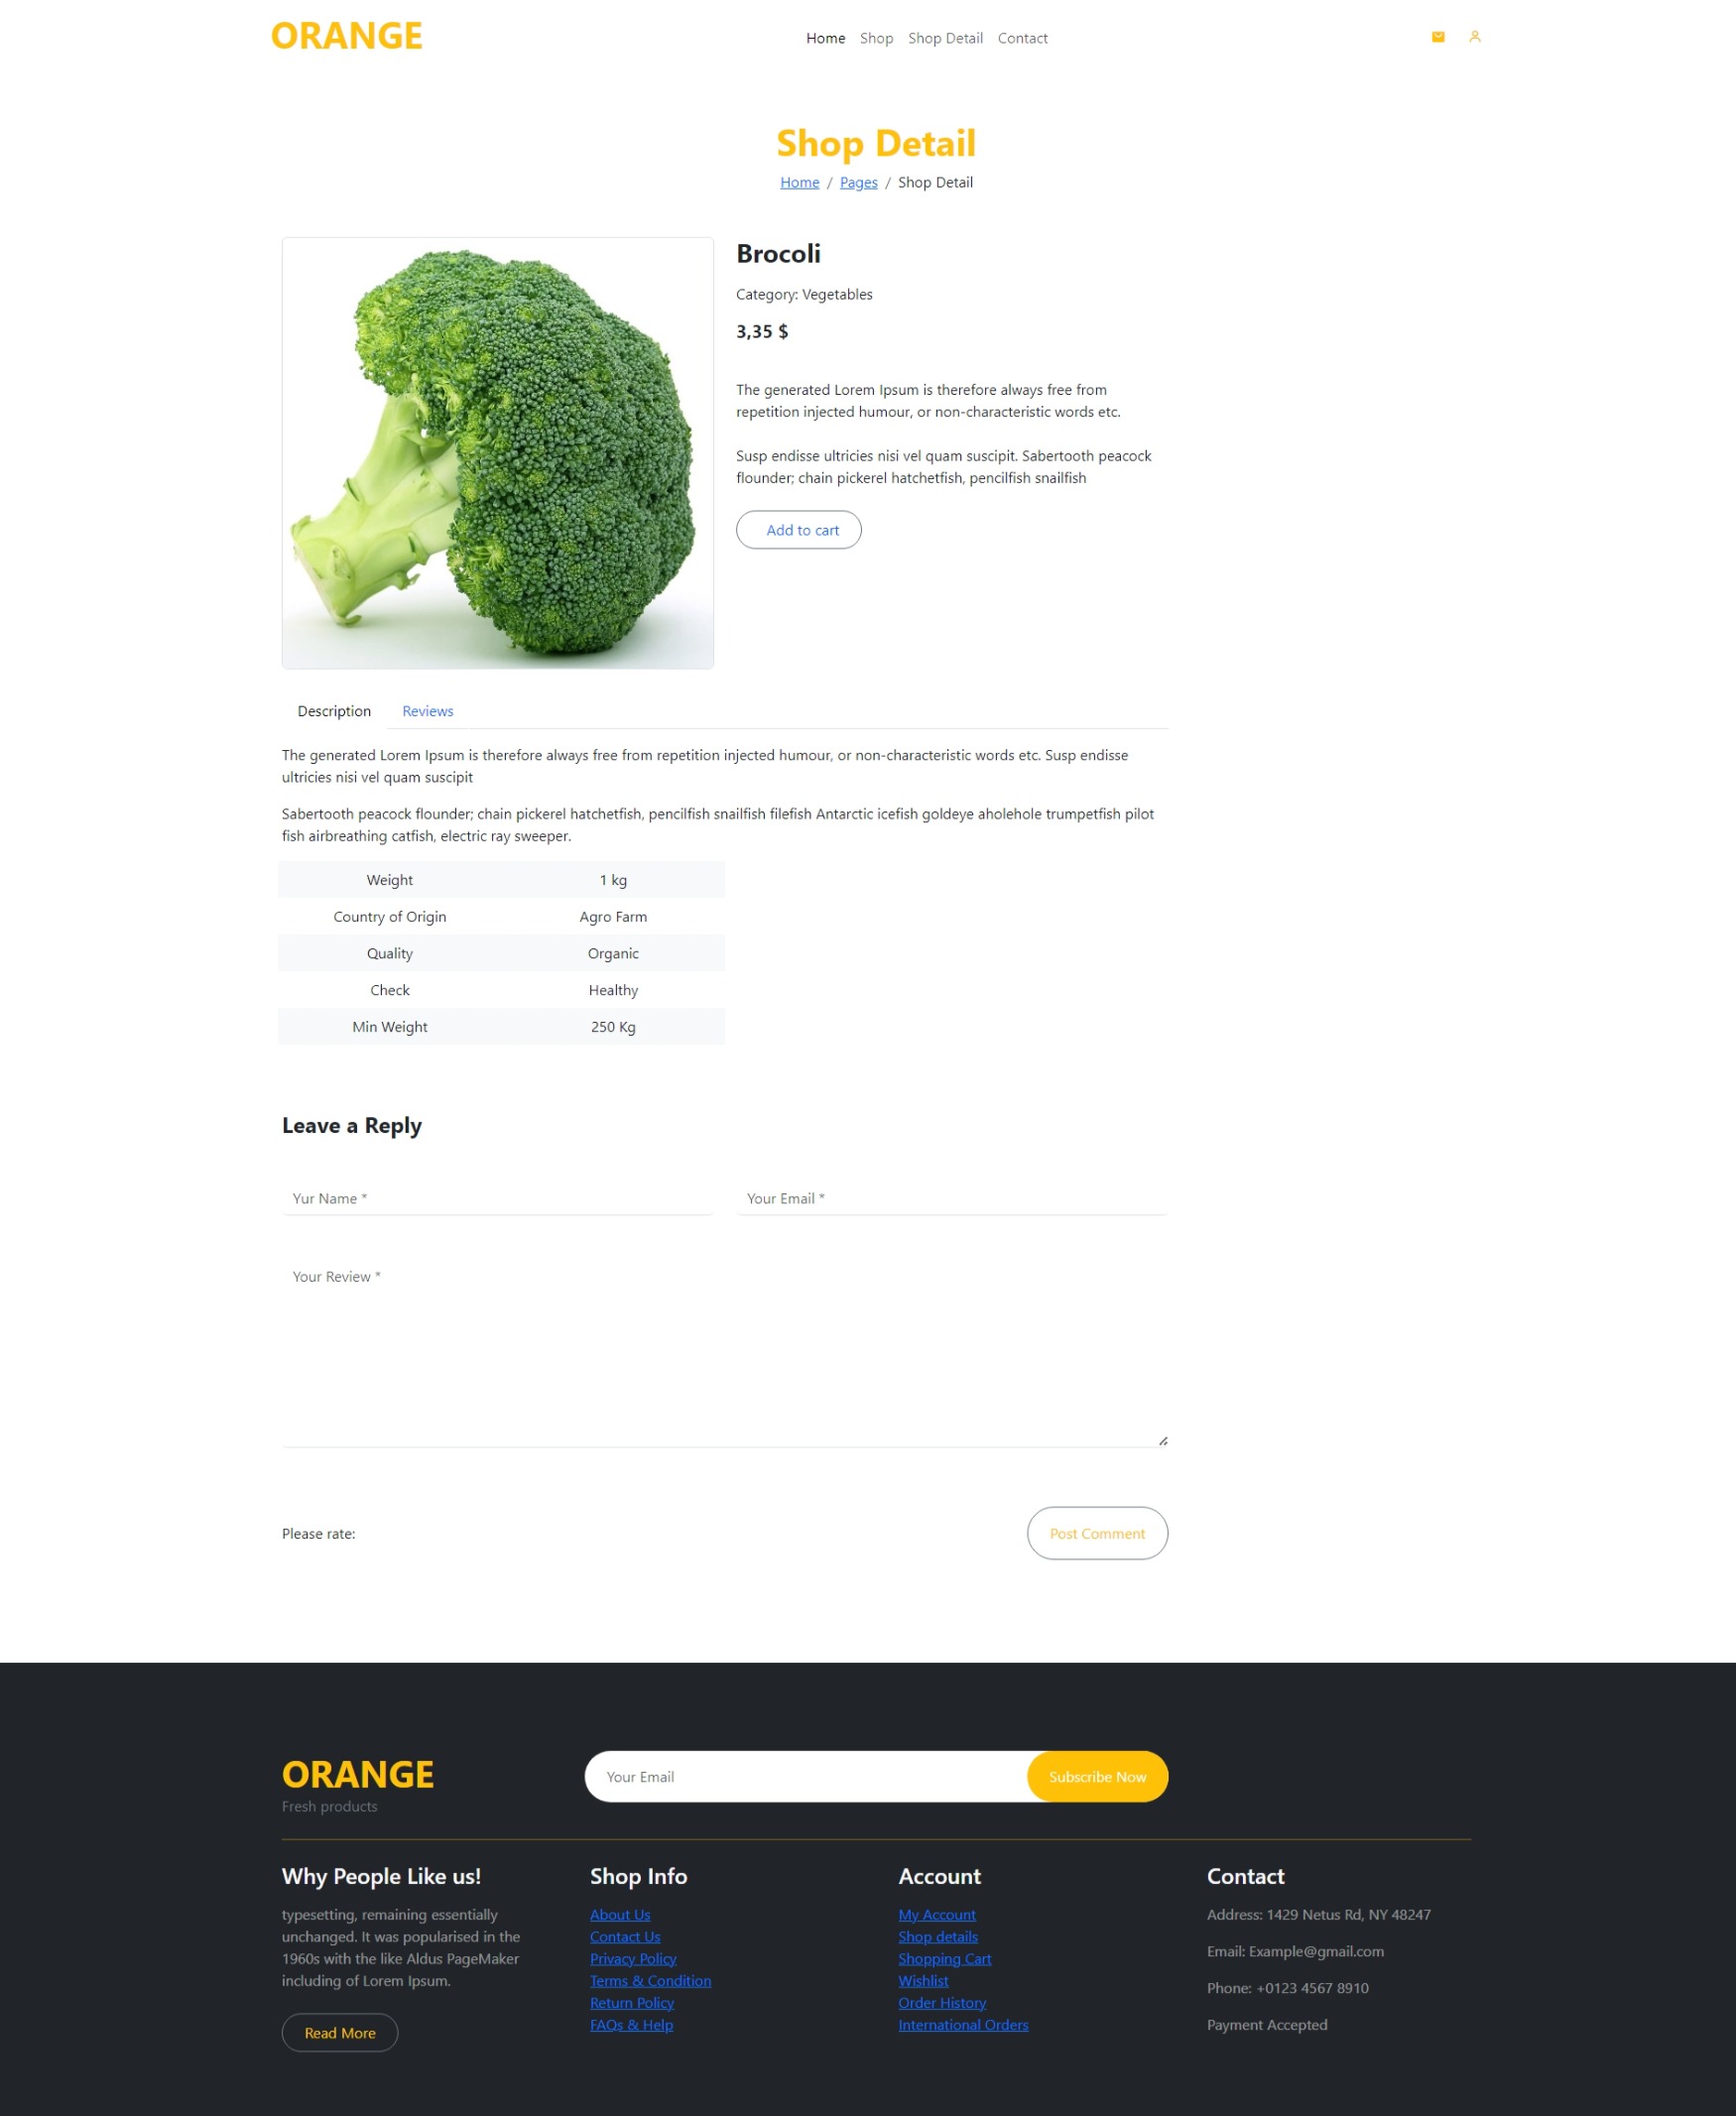 ORANGE
Home Shop Shop Detail Contact
Shop Detail
Home / Pages / Shop Detail
Brocoli
Category: Vegetables
3,35 $
The generated Lorem Ipsum is therefore always free from
repetition injected humour, or non-characteristic words etc.
Susp endisse ultricies nisi vel quam suscipit. Sabertooth peacock
flounder; chain pickerel hatchetfish, pencilfish snailfish
Add to cart
Description Reviews
The generated Lorem Ipsum is therefore always free from repetition injected humour, or non-characteristic words etc. Susp endisse
ultricies nisi vel quam suscipit
Sabertooth peacock flounder; chain pickerel hatchetfish, pencilfish snailfish filefish Antarctic icefish goldeye aholehole trumpetfish pilot
fish airbreathing catfish, electric ray sweeper.
Weight 1 kg
Country of Origin Agro Farm
Quality Organic
Check Healthy
Min Weight 250 Kg
Leave a Reply
Yur Name *
Your Email *
Your Review *
Please rate:
Post Comment
ORANGE
Fresh products
Your Email
Subscribe Now
Why People Like us!
typesetting, remaining essentially
unchanged. It was popularised in the
1960s with the like Aldus PageMaker
including of Lorem Ipsum.
Read More
Shop Info
About Us
Contact Us
Privacy Policy
Terms & Condition
Return Policy
FAQs & Help
Account
My Account
Shop details
Shopping Cart
Wishlist
Order History
International Orders
Contact
Address: 1429 Netus Rd, NY 48247
Email: Example@gmail.com
Phone: +0123 4567 8910
Payment Accepted